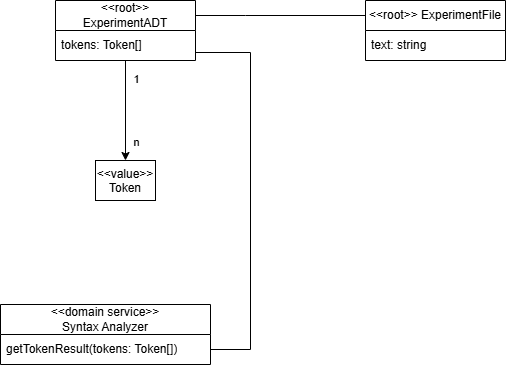 <<root>>
ExperimentADT
tokens: Token[]
<<root>> ExperimentFile
text: string
1
n
<<value>>
Token
<<domain service>>
Syntax Analyzer
getTokenResult(tokens: Token[])